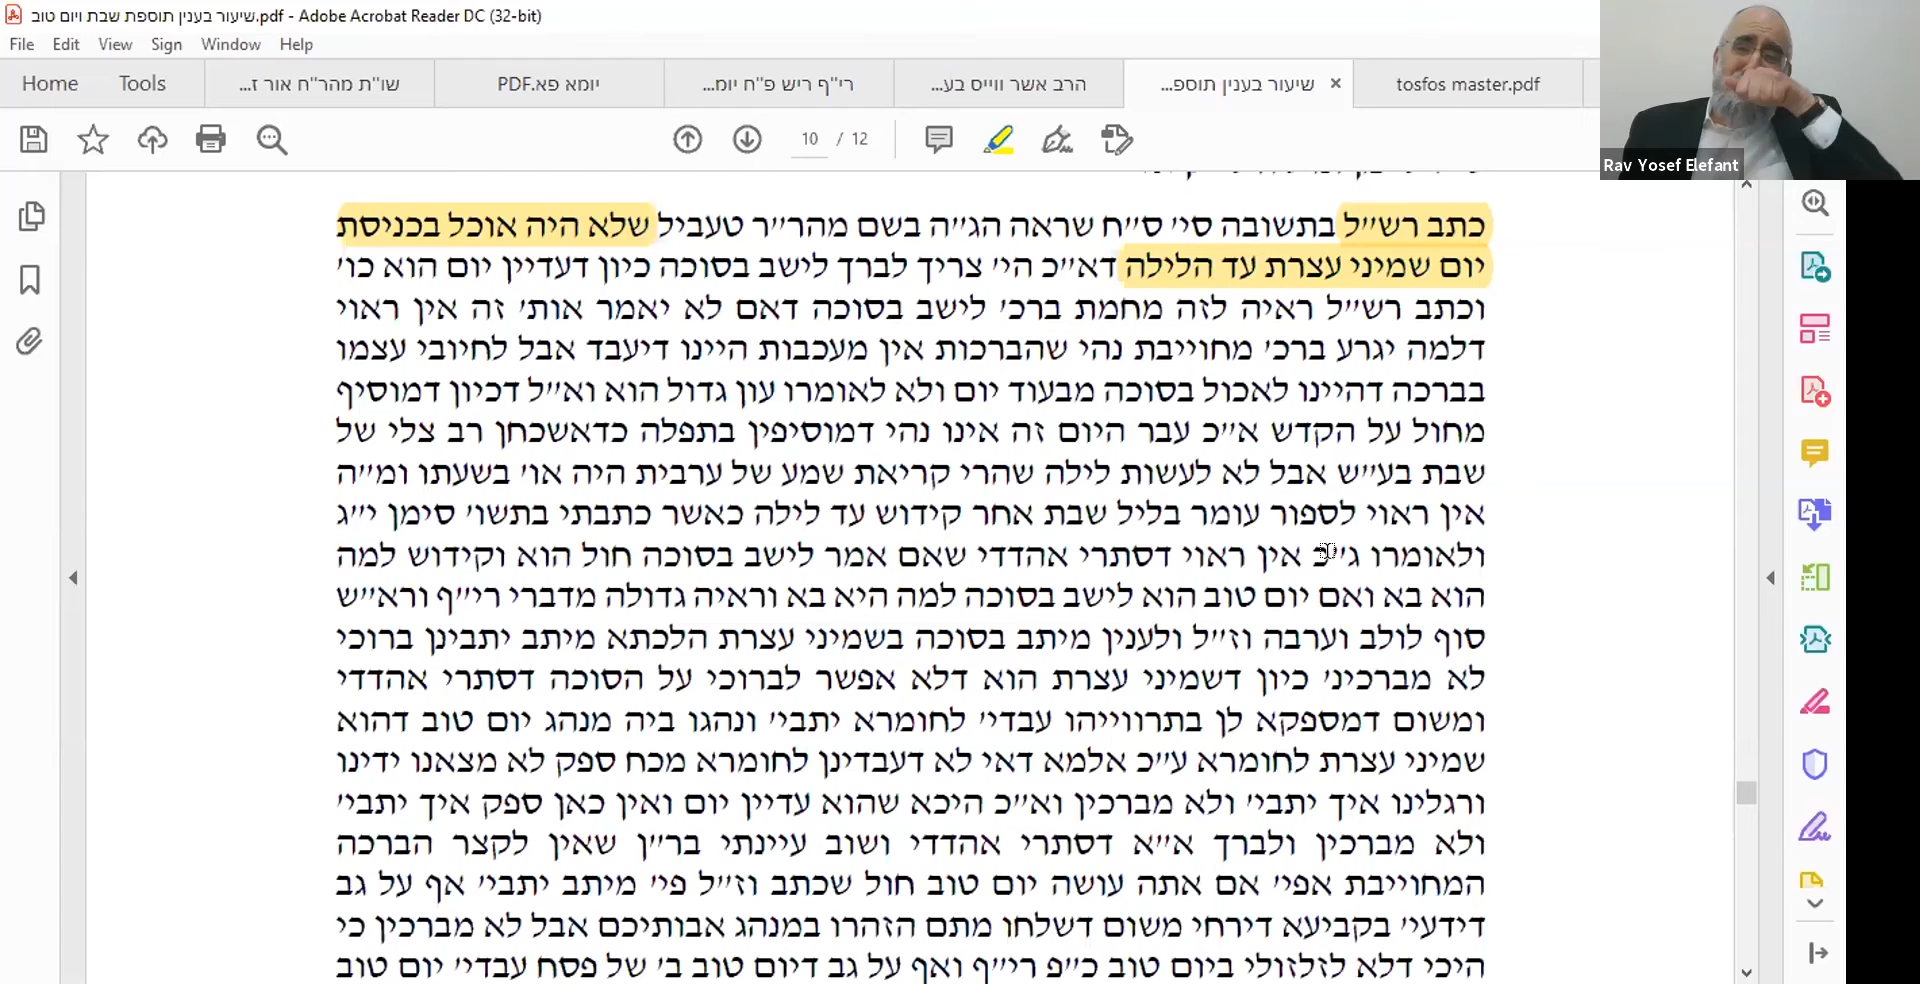 שיעור בענין תוספת שבת ויום טוב.pdf - Adobe Acrobat Reader DC (32-bit)
File Edit View Sign Window Help
Home Tools שו"ת מהר"ח אור ז... יומא פא.PDF רי"ף ריש פ"ח יומ... הרב אשר ווייס בע... שיעור בענין תוספ... × tosfos master.pdf
10 / 12
Rav Yosef Elefant
כתב רש״ל בתשובה סי׳ ס״ח שראה הג״ה בשם מהר״ר טעביל שלא היה אוכל בכניסת
יום שמיני עצרת עד הלילה דא״כ הי׳ צריך לברך לישב בסוכה כיון דעדיין יום הוא כו׳
וכתב רש״ל ראיה לזה מחמת ברכ׳ לישב בסוכה דאם לא יאמר אות׳ זה אין ראוי
דלמה יגרע ברכ׳ מחוייבת נהי שהברכות אין מעכבות היינו דיעבד אבל לחיובי עצמו
בברכה דהיינו לאכול בסוכה מבעוד יום ולא לאומרו עון גדול הוא וא״ל דכיון דמוסיף
מחול על הקדש א״כ עבר היום זה אינו נהי דמוסיפין בתפלה כדאשכחן רב צלי של
שבת בע״ש אבל לא לעשות לילה שהרי קריאת שמע של ערבית היה או׳ בשעתו ומ״ה
אין ראוי לספור עומר בליל שבת אחר קידוש עד לילה כאשר כתבתי בתשו׳ סימן י״ג
ולאומרו ג״כ אין ראוי דסתרי אהדדי שאם אמר לישב בסוכה חול הוא וקידוש למה
הוא בא ואם יום טוב הוא לישב בסוכה למה היא בא וראיה גדולה מדברי רי״ף ורא״ש
סוף לולב וערבה וז״ל ולענין מיתב בסוכה בשמיני עצרת הלכתא מיתב יתבינן ברוכי
לא מברכינ׳ כיון דשמיני עצרת הוא דלא אפשר לברוכי על הסוכה דסתרי אהדדי
ומשום דמספקא לן בתרווייהו עבדי׳ לחומרא יתבי׳ ונהגו ביה מנהג יום טוב דהוא
שמיני עצרת לחומרא ע״כ אלמא דאי לא דעבדינן לחומרא מכח ספק לא מצאנו ידינו
ורגלינו איך יתבי׳ ולא מברכין וא״כ היכא שהוא עדיין יום ואין כאן ספק איך יתבי׳
ולא מברכין ולברך א״א דסתרי אהדדי ושוב עיינתי בר״ן שאין לקצר הברכה
המחוייבת אפי׳ אם אתה עושה יום טוב חול שכתב וז״ל פי׳ מיתב יתבי׳ אף על גב
דידעי׳ בקביעא דירחי משום דשלחו מתם הזהרו במנהג אבותיכם אבל לא מברכין כי
היכי דלא לזלזולי ביום טוב כ״פ רי״ף ואף על גב דיום טוב ב׳ של פסח עבדי׳ יום טוב